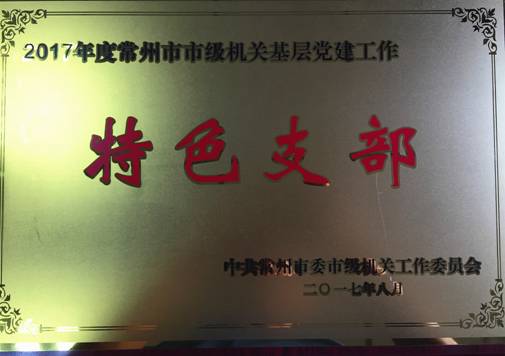 2017年度常州市市级机关基层党建工作
特色支部
中共常州市委市级机关工作委员会
二〇一七年八月